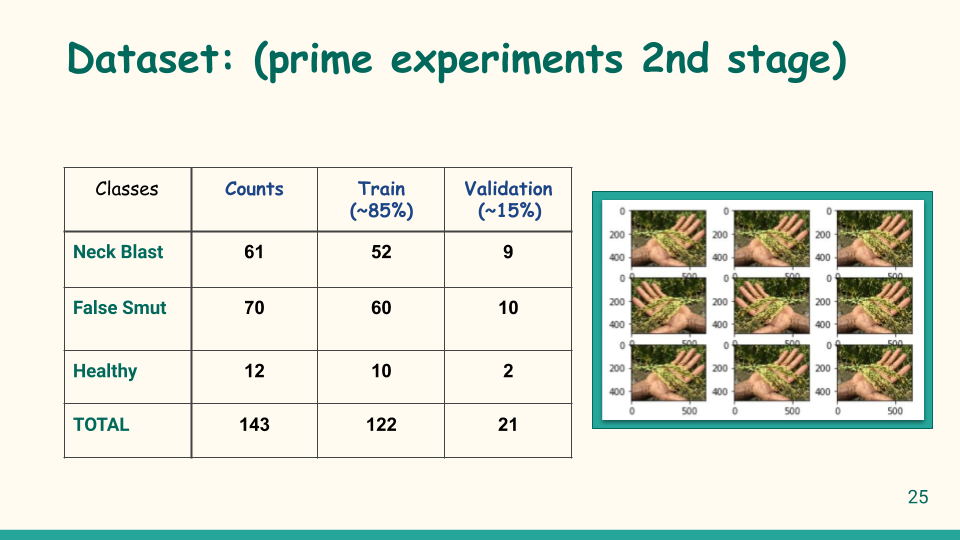 Dataset: (prime experiments 2nd stage)
Classes Counts Train (~85%) Validation (~15%)
Neck Blast 61 52 9
False Smut 70 60 10
Healthy 12 10 2
TOTAL 143 122 21
0 0 0
200 200 200
400 400 400
0 500 0 500 0 500
0 0 0
200 200 200
400 400 400
0 500 0 500 0 500
0 0 0
200 200 200
400 400 400
0 500 0 500 0 500
25